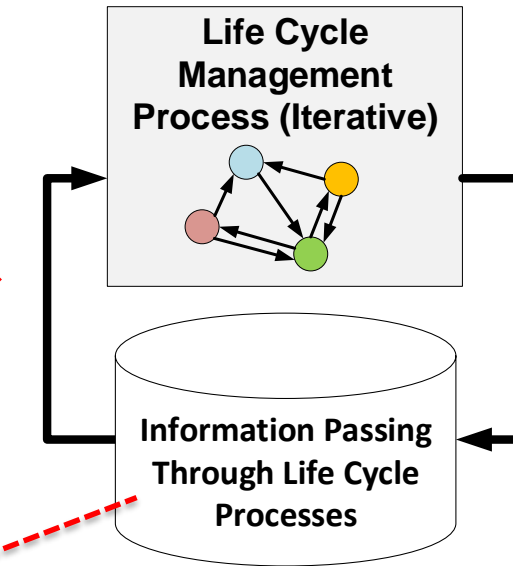 Life Cycle
Management
Process (Iterative)
Information Passing
Through Life Cycle
Processes